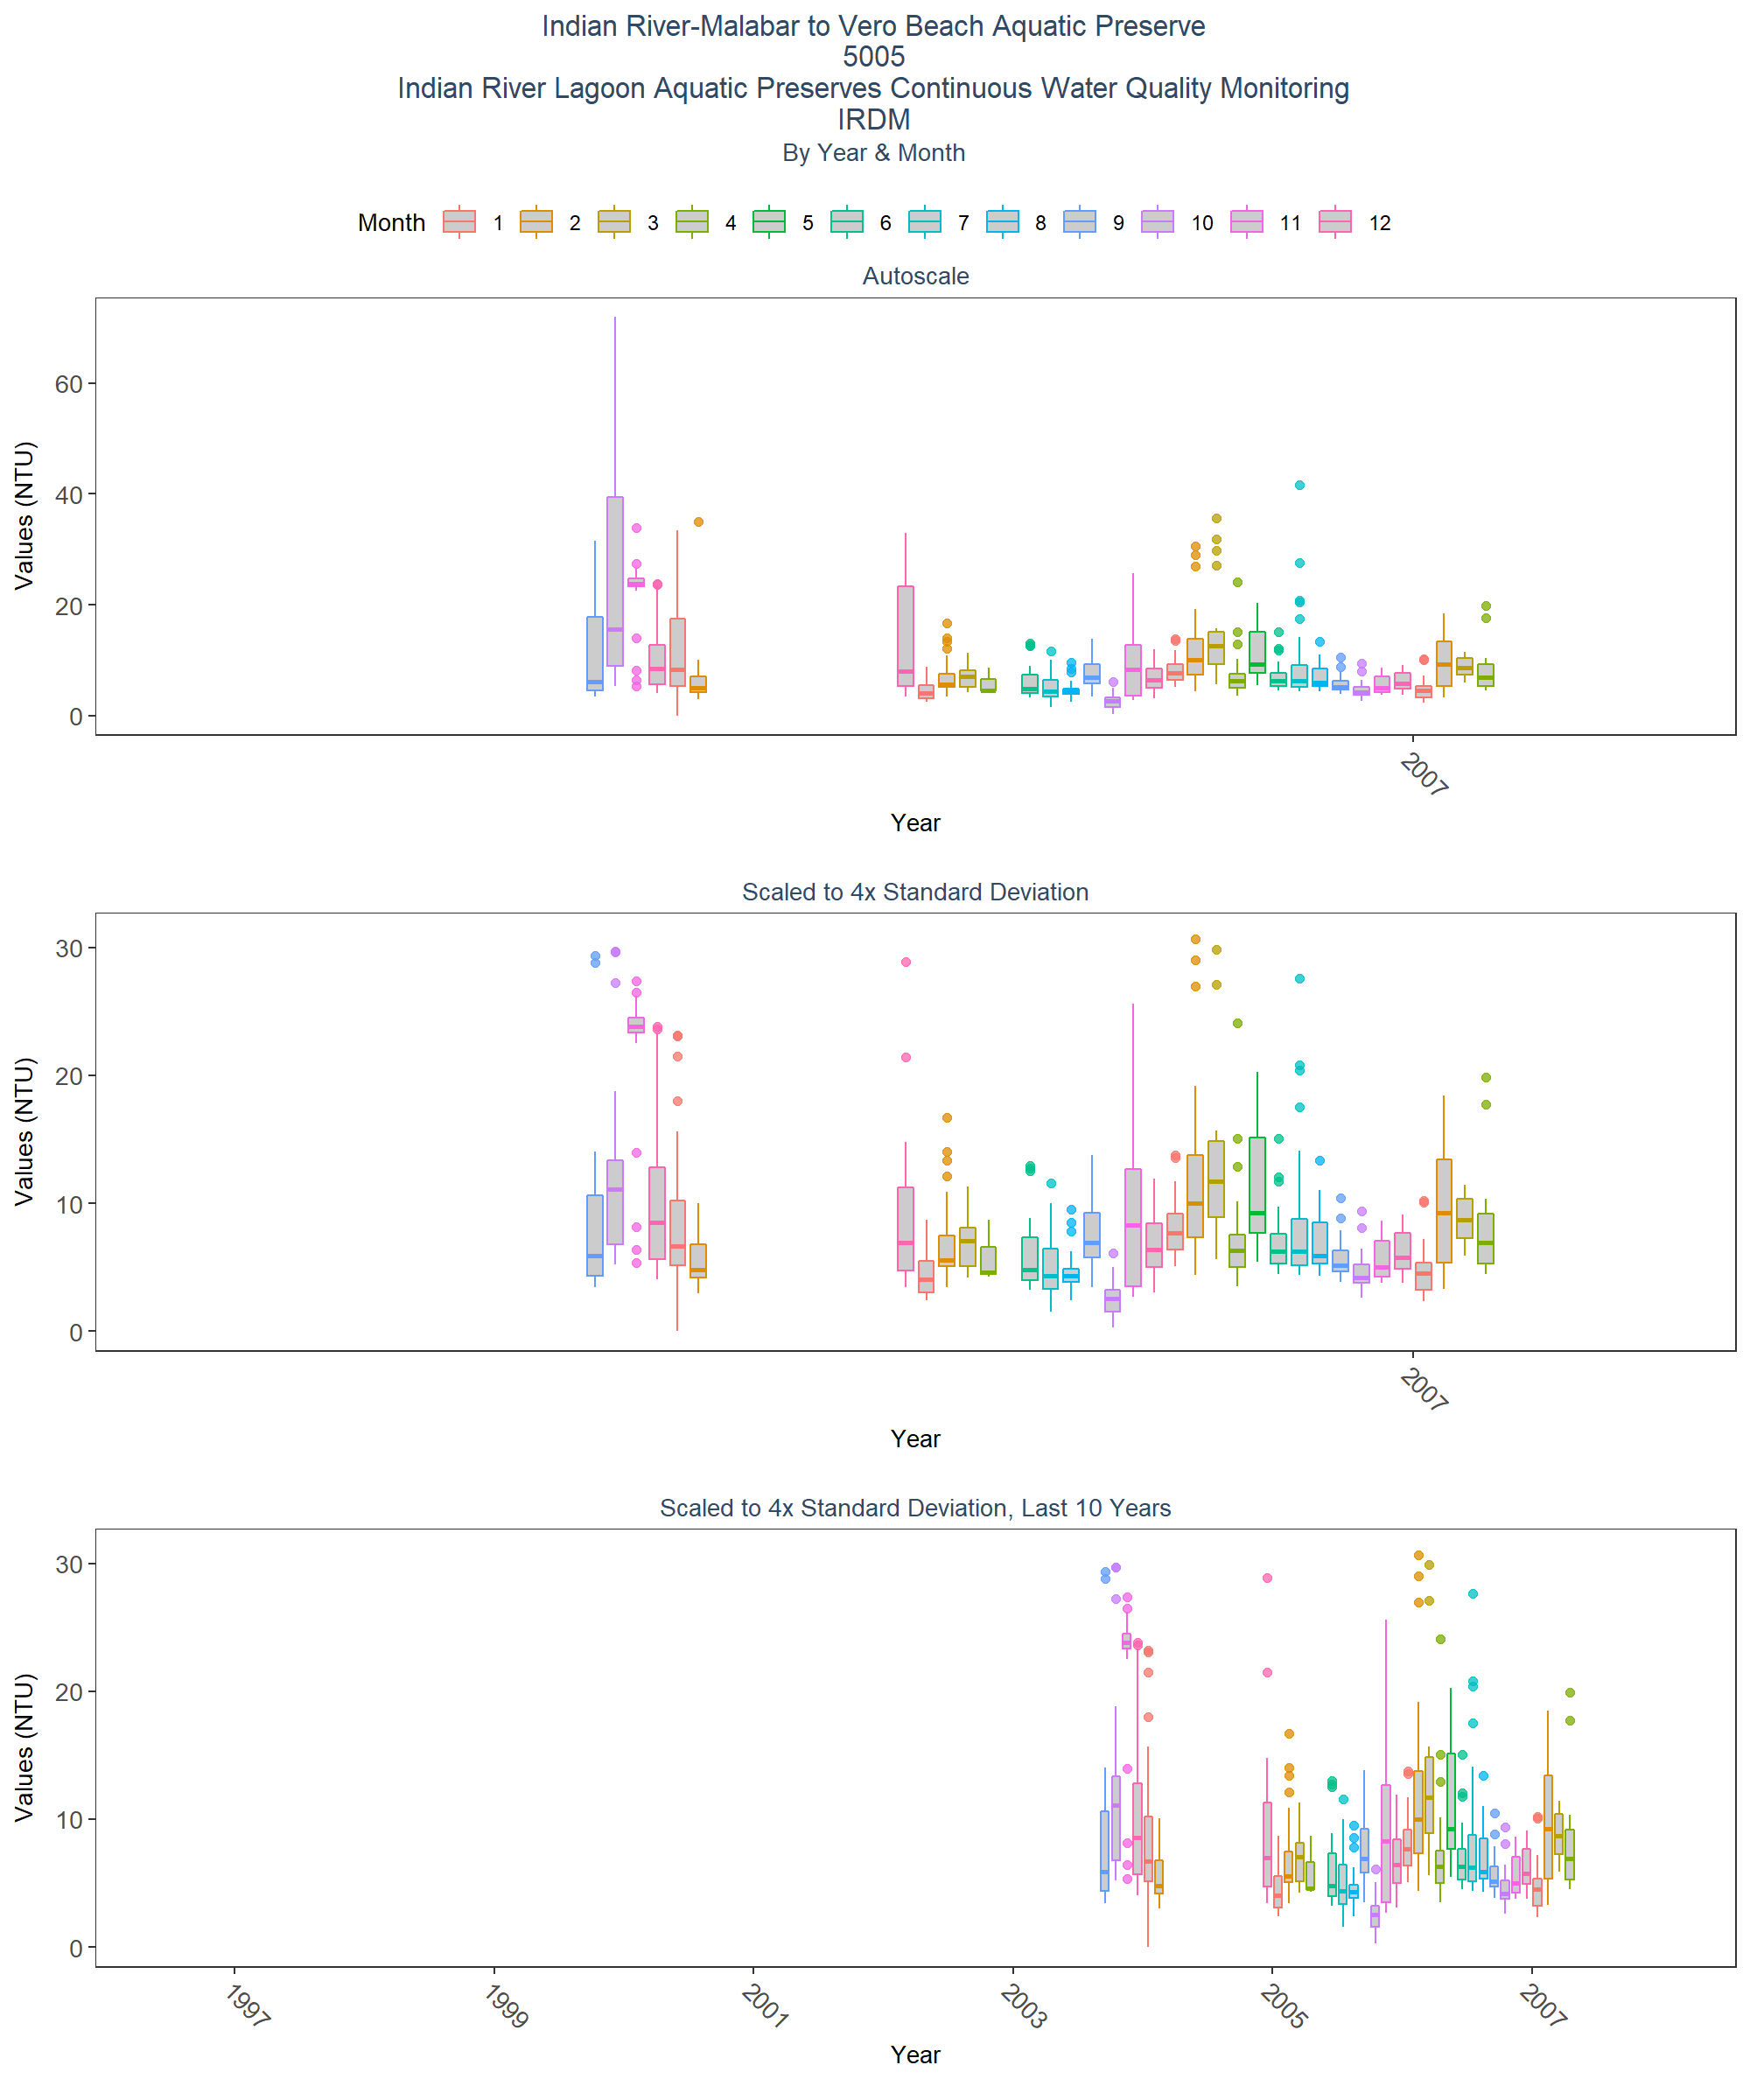 Indian River-Malabar to Vero Beach Aquatic Preserve
5005
Indian River Lagoon Aquatic Preserves Continuous Water Quality Monitoring
IRDM
By Year & Month
Month 1 2 3 4 5 6 7 8 9 10 11 12
Autoscale
Values (NTU)
60
40
20
0
2007
Year
Scaled to 4x Standard Deviation
Values (NTU)
30
20
10
0
2007
Year
Scaled to 4x Standard Deviation, Last 10 Years
Values (NTU)
30
20
10
0
1997 1999 2001 2003 2005 2007
Year